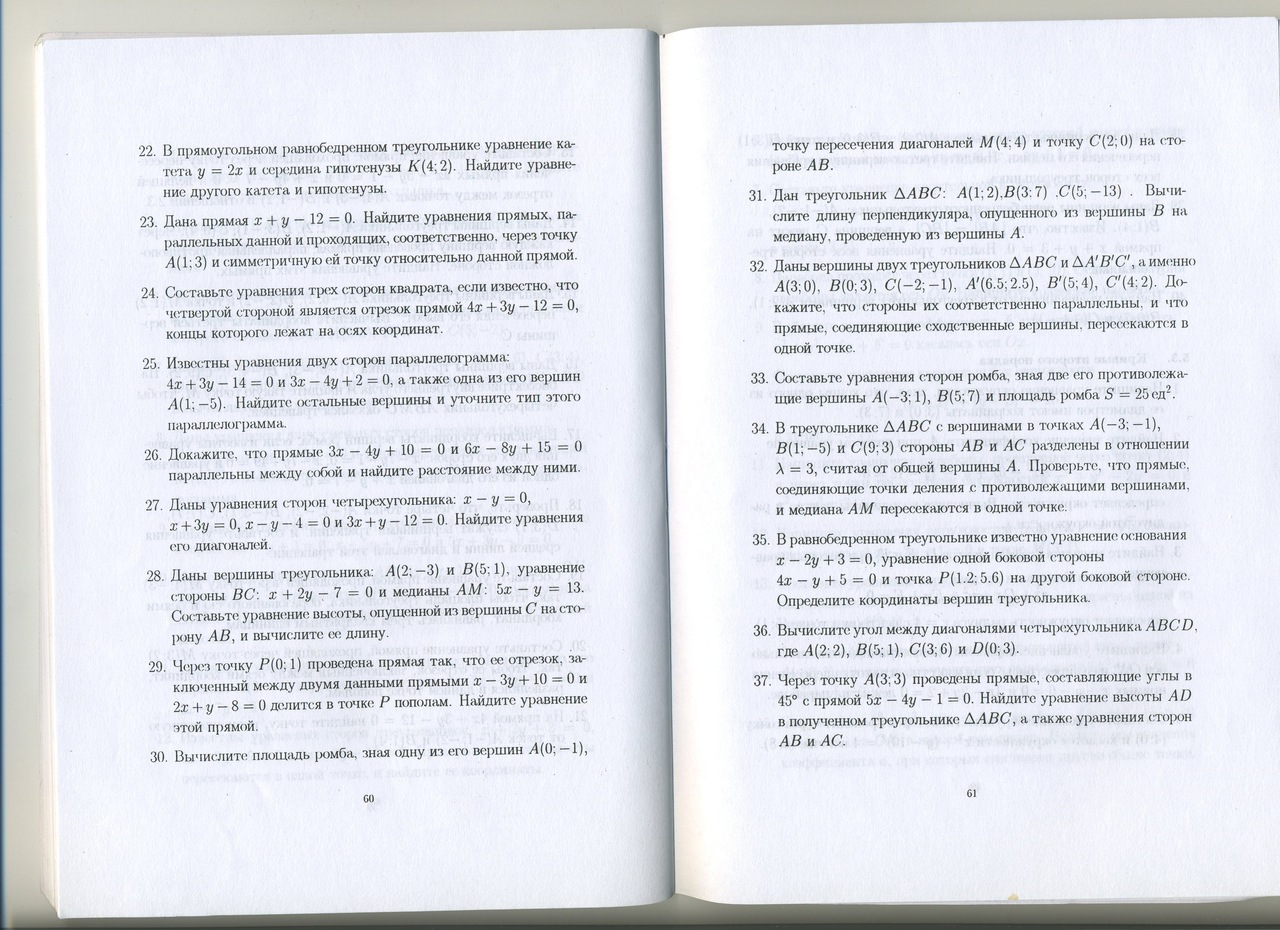 22. В прямоугольном равнобедренном треугольнике уравнение ка-
тета y = 2x и середина гипотенузы K(4; 2). Найдите уравне-
ние другого катета и гипотенузы.
23. Дана прямая x + y − 12 = 0. Найдите уравнения прямых, па-
раллельных данной и проходящих, соответственно, через точку
A(1; 3) и симметричную ей точку относительно данной прямой.
24. Составьте уравнения трех сторон квадрата, если известно, что
четвертой стороной является отрезок прямой 4x + 3y − 12 = 0,
концы которого лежат на осях координат.
25. Известны уравнения двух сторон параллелограмма:
4x + 3y − 14 = 0 и 3x − 4y + 2 = 0, а также одна из его вершин
A(1; −5). Найдите остальные вершины и уточните тип этого
параллелограмма.
26. Докажите, что прямые 3x − 4y + 10 = 0 и 6x − 8y + 15 = 0
параллельны между собой и найдите расстояние между ними.
27. Даны уравнения сторон четырехугольника: x − y = 0,
x + 3y = 0, x − y − 4 = 0 и 3x + y − 12 = 0. Найдите уравнения
его диагоналей.
28. Даны вершины треугольника: A(2; −3) и B(5; 1), уравнение
стороны BC: x + 2y − 7 = 0 и медианы AM: 5x − y = 13.
Составьте уравнение высоты, опущенной из вершины C на сто-
рону AB, и вычислите ее длину.
29. Через точку P(0; 1) проведена прямая так, что ее отрезок, за-
ключенный между двумя данными прямыми x − 3y + 10 = 0 и
2x + y − 8 = 0 делится в точке P пополам. Найдите уравнение
этой прямой.
30. Вычислите площадь ромба, зная одну из его вершин A(0; −1),
60
точку пересечения диагоналей M(4; 4) и точку C(2; 0) на сто-
роне AB.
31. Дан треугольник △ABC: A(1; 2),B(3; 7) ,C(5; −13) . Вычи-
слите длину перпендикуляра, опущенного из вершины B на
медиану, проведенную из вершины A.
32. Даны вершины двух треугольников △ABC и △A′B′C′, а именно
A(3; 0), B(0; 3), C(−2; −1), A′(6.5; 2.5), B′(5; 4), C′(4; 2). До-
кажите, что стороны их соответственно параллельны, и что
прямые, соединяющие сходственные вершины, пересекаются в
одной точке.
33. Составьте уравнения сторон ромба, зная две его противолежа-
щие вершины A(−3; 1), B(5; 7) и площадь ромба S = 25 ед².
34. В треугольнике △ABC с вершинами в точках A(−3; −1),
B(1; −5) и C(9; 3) стороны AB и AC разделены в отношении
λ = 3, считая от общей вершины A. Проверьте, что прямые,
соединяющие точки деления с противолежащими вершинами,
и медиана AM пересекаются в одной точке.
35. В равнобедренном треугольнике известно уравнение основания
x − 2y + 3 = 0, уравнение одной боковой стороны
4x − y + 5 = 0 и точка P(1.2; 5.6) на другой боковой стороне.
Определите координаты вершин треугольника.
36. Вычислите угол между диагоналями четырехугольника ABCD,
где A(2; 2), B(5; 1), C(3; 6) и D(0; 3).
37. Через точку A(3; 3) проведены прямые, составляющие углы в
45° с прямой 5x − 4y − 1 = 0. Найдите уравнение высоты AD
в полученном треугольнике △ABC, а также уравнения сторон
AB и AC.
61